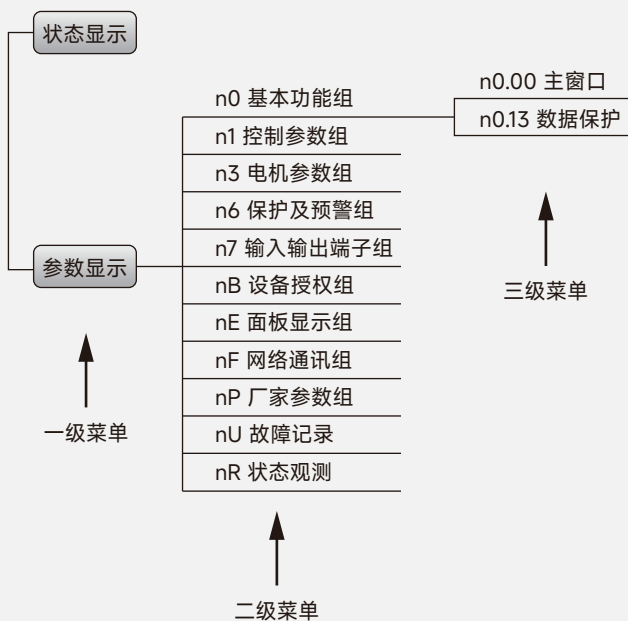 状态显示
n0 基本功能组
n0.00 主窗口
n0.13 数据保护
n1 控制参数组
n3 电机参数组
n6 保护及预警组
n7 输入输出端子组
参数显示
nB 设备授权组
三级菜单
nE 面板显示组
nF 网络通讯组
nP 厂家参数组
一级菜单
nU 故障记录
nR 状态观测
二级菜单